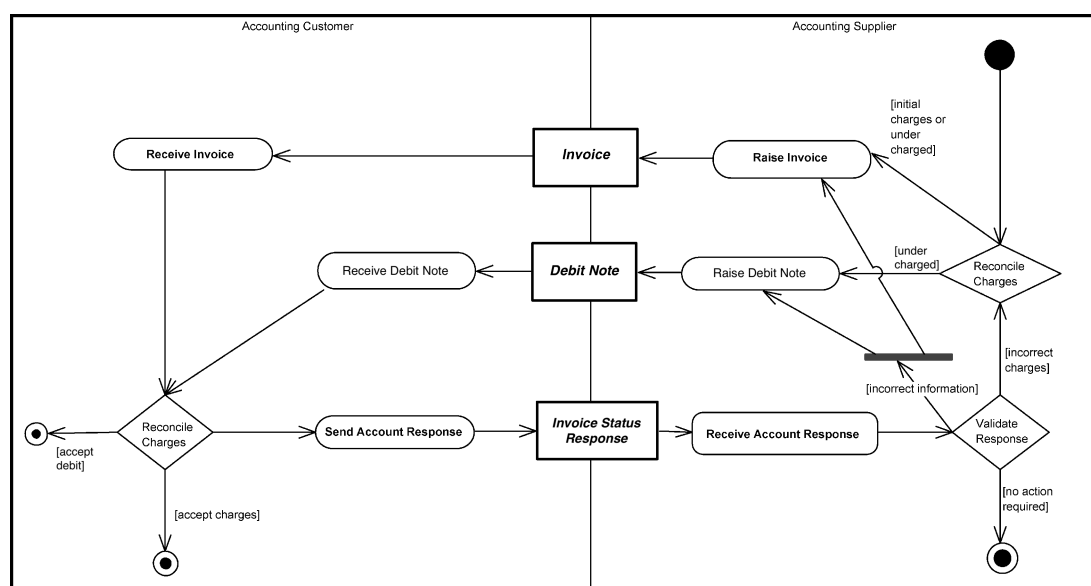 Accounting Customer
Accounting Supplier
[initial
charges or
under
charged]
Receive Invoice
Invoice
Raise Invoice
Receive Debit Note
Debit Note
Raise Debit Note
[under
charged]
Reconcile
Charges
[incorrect
charges]
[incorrect information]
Reconcile
Charges
Send Account Response
Invoice Status
Response
Receive Account Response
Validate
Response
[accept
debit]
[accept charges]
[no action
required]